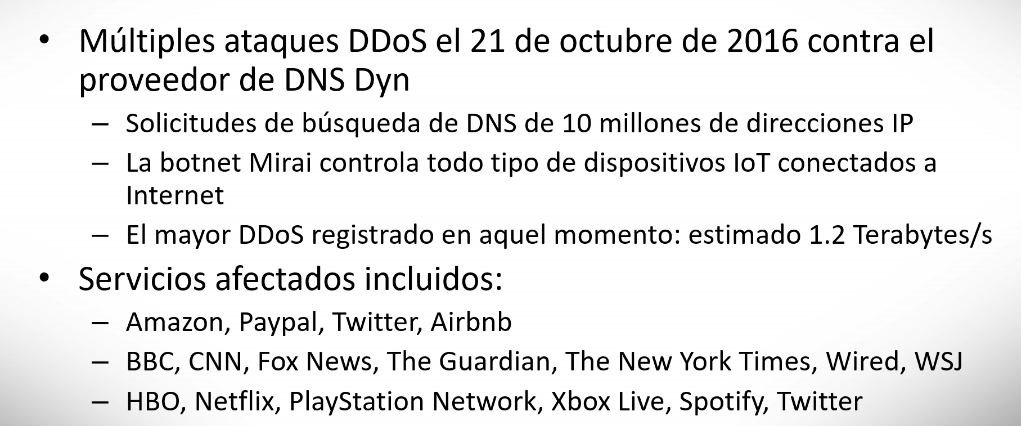 • Múltiples ataques DDoS el 21 de octubre de 2016 contra el
proveedor de DNS Dyn
– Solicitudes de búsqueda de DNS de 10 millones de direcciones IP
– La botnet Mirai controla todo tipo de dispositivos IoT conectados a
Internet
– El mayor DDoS registrado en aquel momento: estimado 1.2 Terabytes/s
• Servicios afectados incluidos:
– Amazon, Paypal, Twitter, Airbnb
– BBC, CNN, Fox News, The Guardian, The New York Times, Wired, WSJ
– HBO, Netflix, PlayStation Network, Xbox Live, Spotify, Twitter